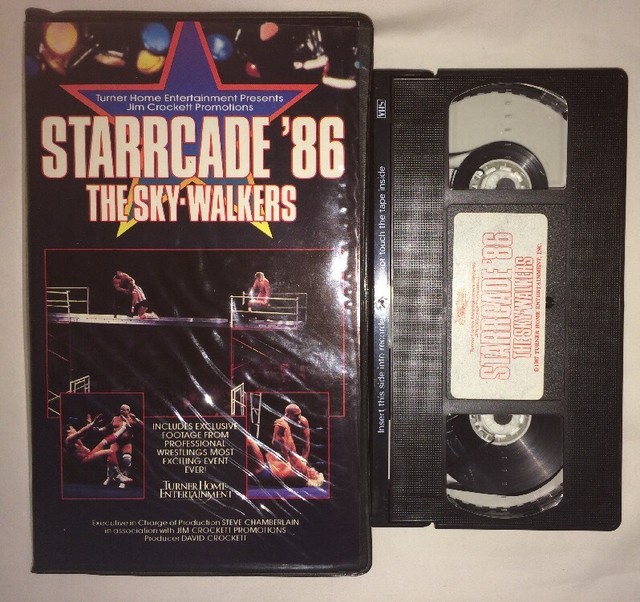 Turner Home Entertainment Presents
Jim Crockett Promotions
STARRCADE '86
THE SKY-WALKERS
INCLUDES EXCLUSIVE
FOOTAGE FROM
PROFESSIONAL
WRESTLINGS MOST
EXCITING EVENT
EVER!
TURNER HOME
ENTERTAINMENT
Executive in Charge of Production STEVE CHAMBERLAIN
in association with JIM CROCKETT PROMOTIONS
Producer DAVID CROCKETT
VHS
Insert this side into recorder not touch the tape inside
STARRCADE '86
THE SKY-WALKERS
©1987 TURNER HOME ENTERTAINMENT, INC.